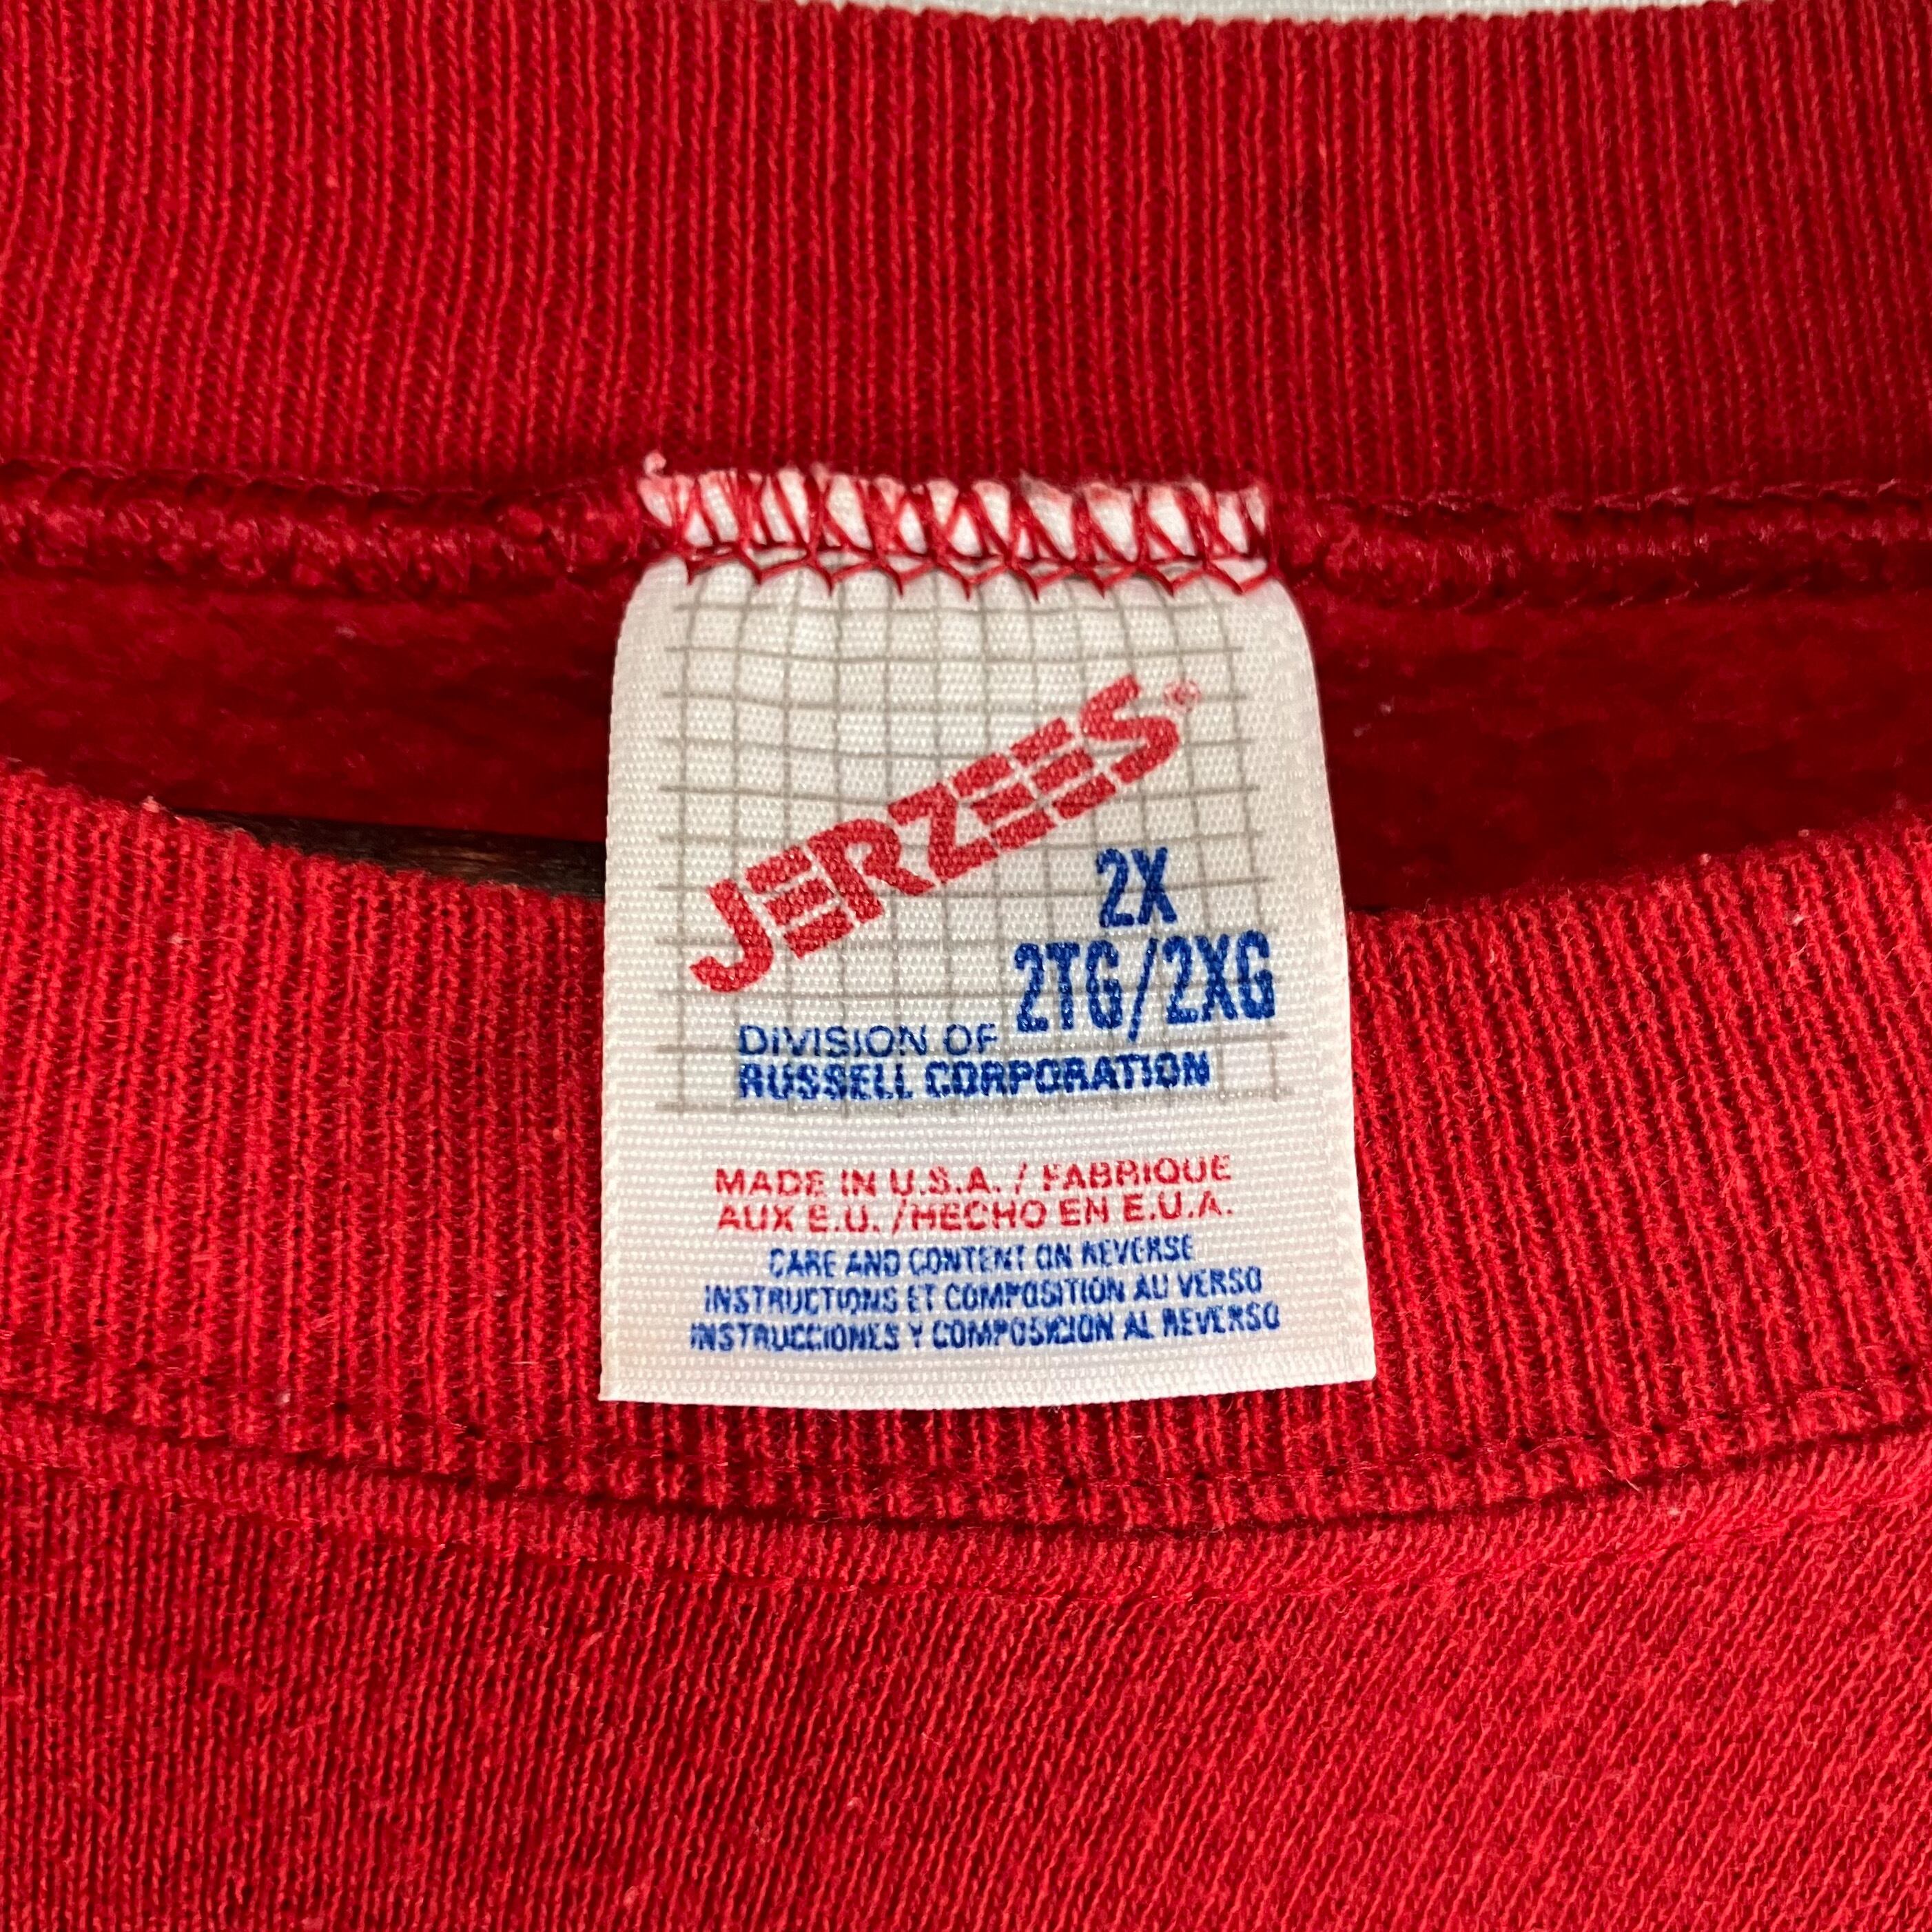 JERZEES®
2X
2TG/2XG
DIVISION OF
RUSSELL CORPORATION
MADE IN U.S.A. / FABRIQUE
AUX E.U. /HECHO EN E.U.A.
CARE AND CONTENT ON REVERSE
INSTRUCTIONS ET COMPOSITION AU VERSO
INSTRUCCIONES Y COMPOSICION AL REVERSO